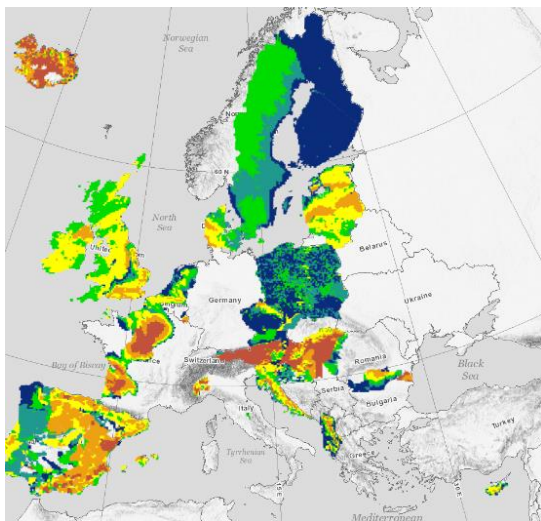 Norwegian
Sea
60 N
North
Sea
Belarus
Germany
Ukraine
Bay of Biscay
Switzerland
Romania
Black
Sea
Serbia
Bulgaria
Italy
Turkey
Tyrrhenian
Sea
Greece
Mediterranean